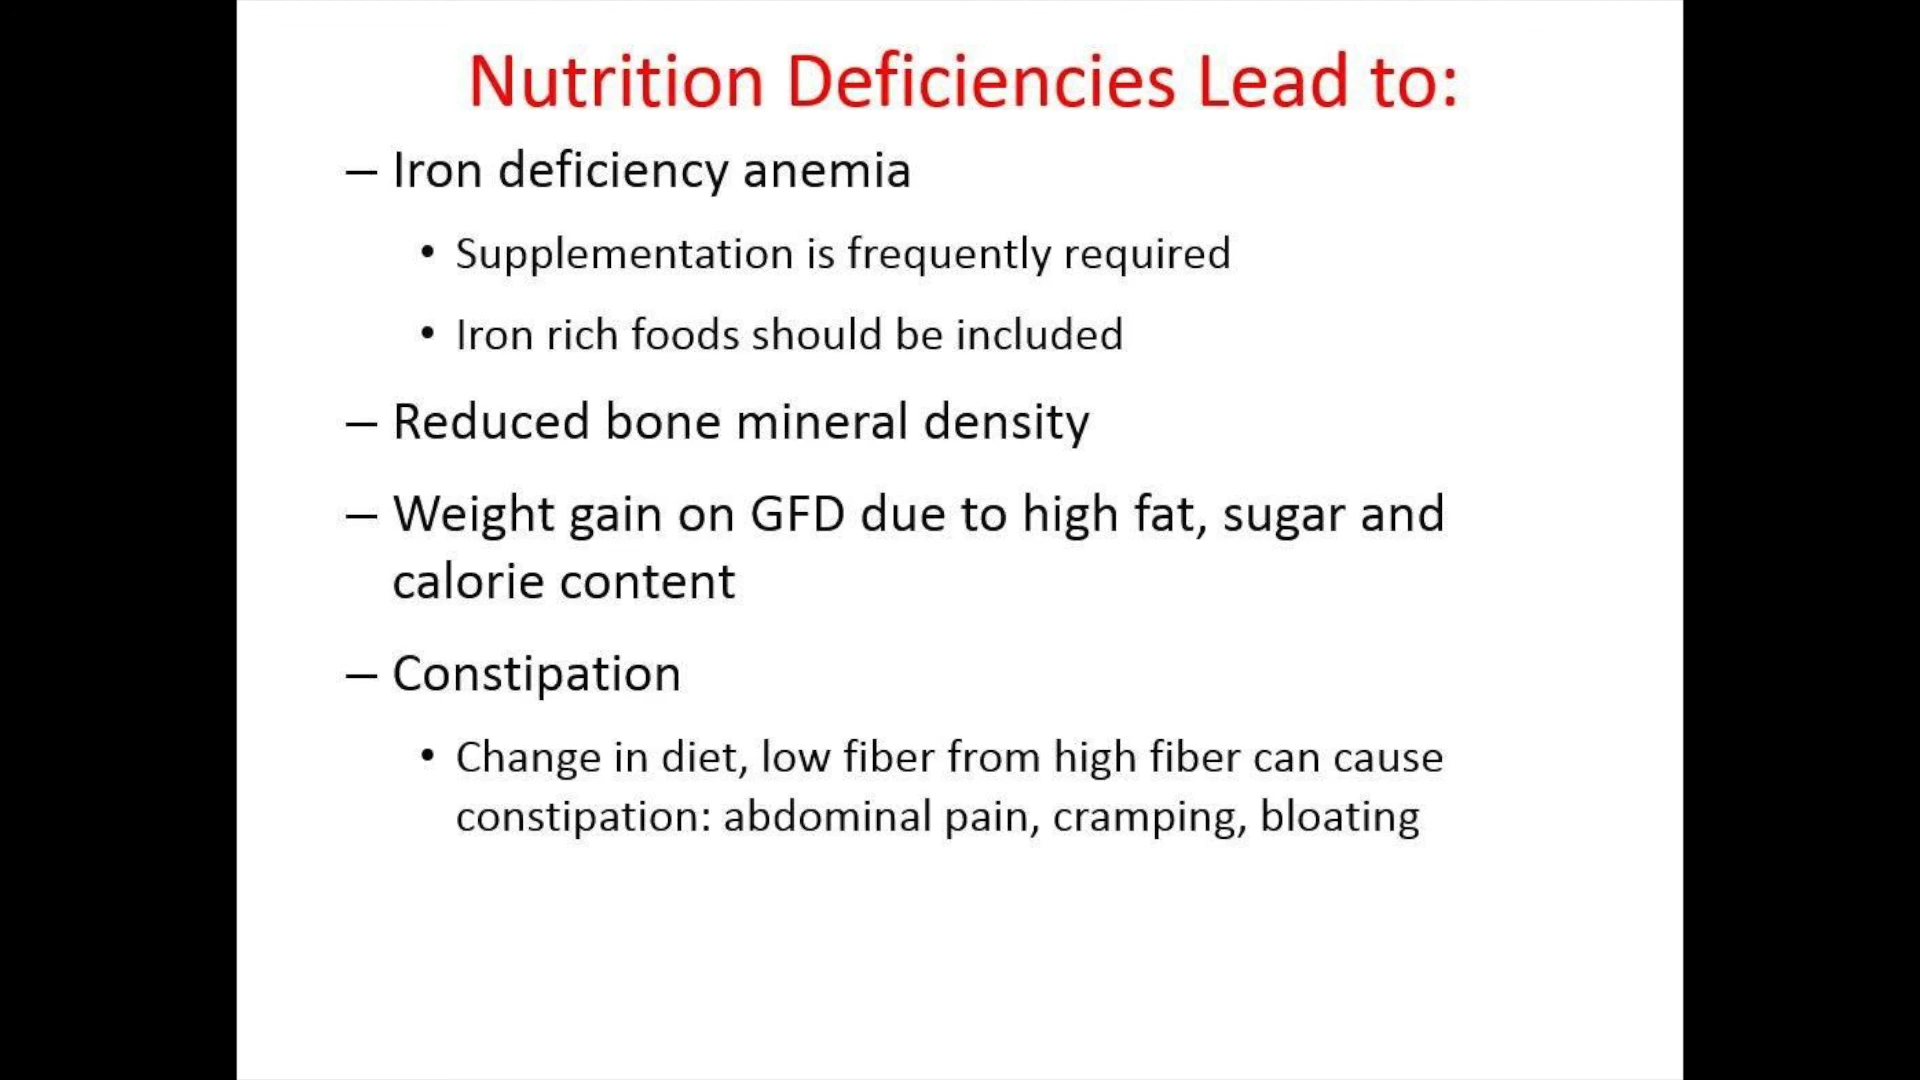 Nutrition Deficiencies Lead to:
– Iron deficiency anemia
• Supplementation is frequently required
• Iron rich foods should be included
– Reduced bone mineral density
– Weight gain on GFD due to high fat, sugar and
calorie content
– Constipation
• Change in diet, low fiber from high fiber can cause
constipation: abdominal pain, cramping, bloating